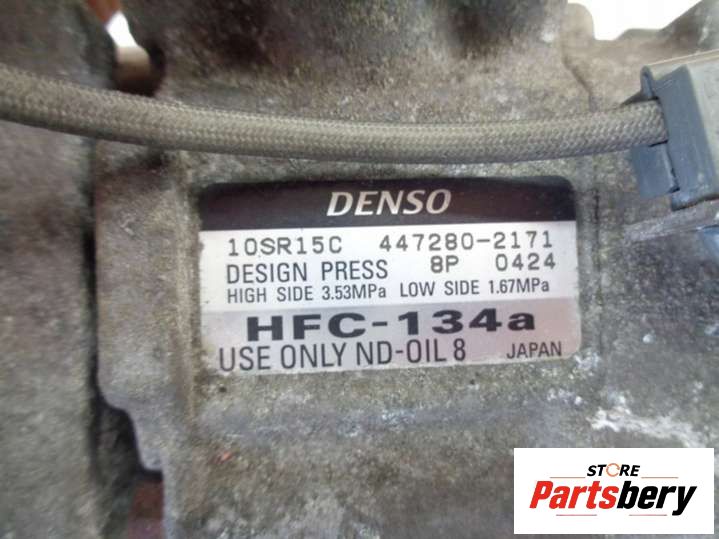 DENSO
10SR15C 447280-2171
DESIGN PRESS 8P 0424
HIGH SIDE 3.53MPa LOW SIDE 1.67MPa
HFC-134a
USE ONLY ND-OIL 8 JAPAN
STORE
Partsbery